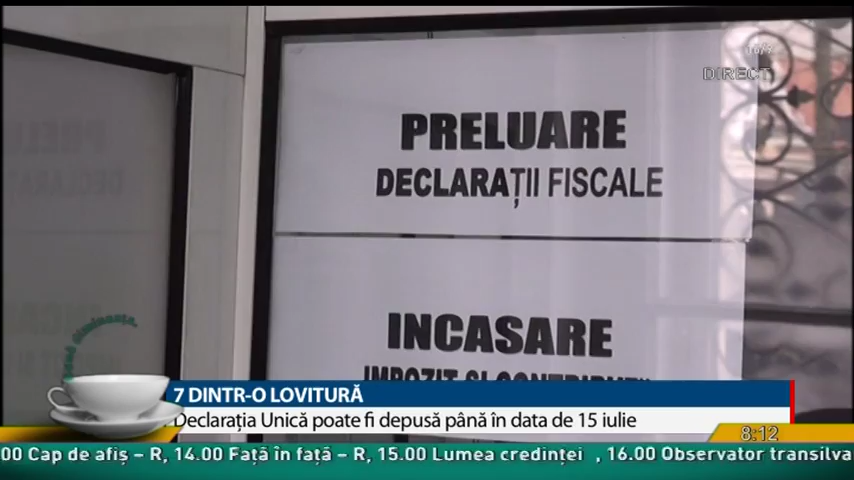 16/9
DIRECT
PRELUARE
DECLARAȚII FISCALE
INCASARE
7 DINTR-O LOVITURĂ
Declarația Unică poate fi depusă până în data de 15 iulie
8:12
00 Cap de afiș – R, 14.00 Față în față – R, 15.00 Lumea credinței , 16.00 Observator transilva